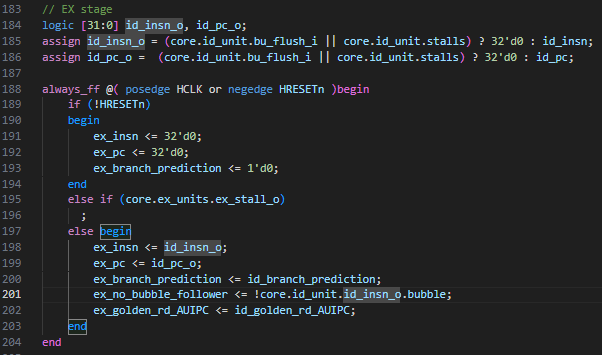 183 // EX stage
184 logic [31:0] id_insn_o, id_pc_o;
185 assign id_insn_o = (core.id_unit.bu_flush_i || core.id_unit.stalls) ? 32'd0 : id_insn;
186 assign id_pc_o =  (core.id_unit.bu_flush_i || core.id_unit.stalls) ? 32'd0 : id_pc;
187
188 always_ff @( posedge HCLK or negedge HRESETn )begin
189     if (!HRESETn)
190     begin
191         ex_insn <= 32'd0;
192         ex_pc <= 32'd0;
193         ex_branch_prediction <= 1'd0;
194     end
195     else if (core.ex_units.ex_stall_o)
196       ;
197     else begin
198         ex_insn <= id_insn_o;
199         ex_pc <= id_pc_o;
200         ex_branch_prediction <= id_branch_prediction;
201         ex_no_bubble_follower <= !core.id_unit.id_insn_o.bubble;
202         ex_golden_rd_AUIPC <= id_golden_rd_AUIPC;
203     end
204 end